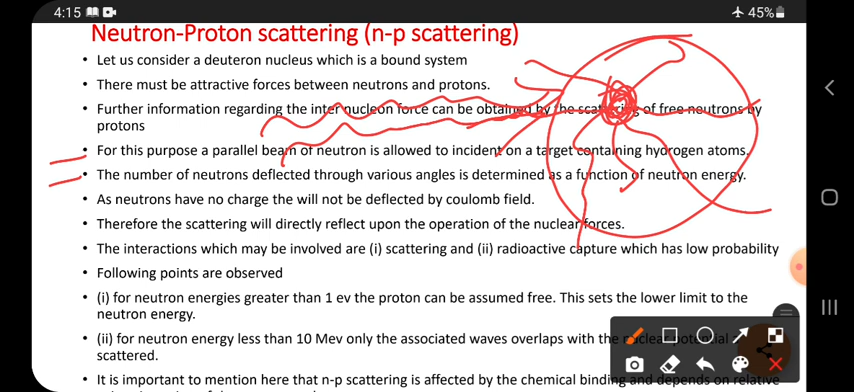 4:15
45%
Neutron-Proton scattering (n-p scattering)
• Let us consider a deuteron nucleus which is a bound system
• There must be attractive forces between neutrons and protons.
• Further information regarding the inter nucleon force can be obtained by the scattering of free neutrons by
protons
• For this purpose a parallel beam of neutron is allowed to incident on a target containing hydrogen atoms.
• The number of neutrons deflected through various angles is determined as a function of neutron energy.
• As neutrons have no charge the will not be deflected by coulomb field.
• Therefore the scattering will directly reflect upon the operation of the nuclear forces.
• The interactions which may be involved are (i) scattering and (ii) radioactive capture which has low probability
• Following points are observed
• (i) for neutron energies greater than 1 ev the proton can be assumed free. This sets the lower limit to the
neutron energy.
• (ii) for neutron energy less than 10 Mev only the associated waves overlaps with the nuclear potential
scattered.
• It is important to mention here that n-p scattering is affected by the chemical binding and depends on relative